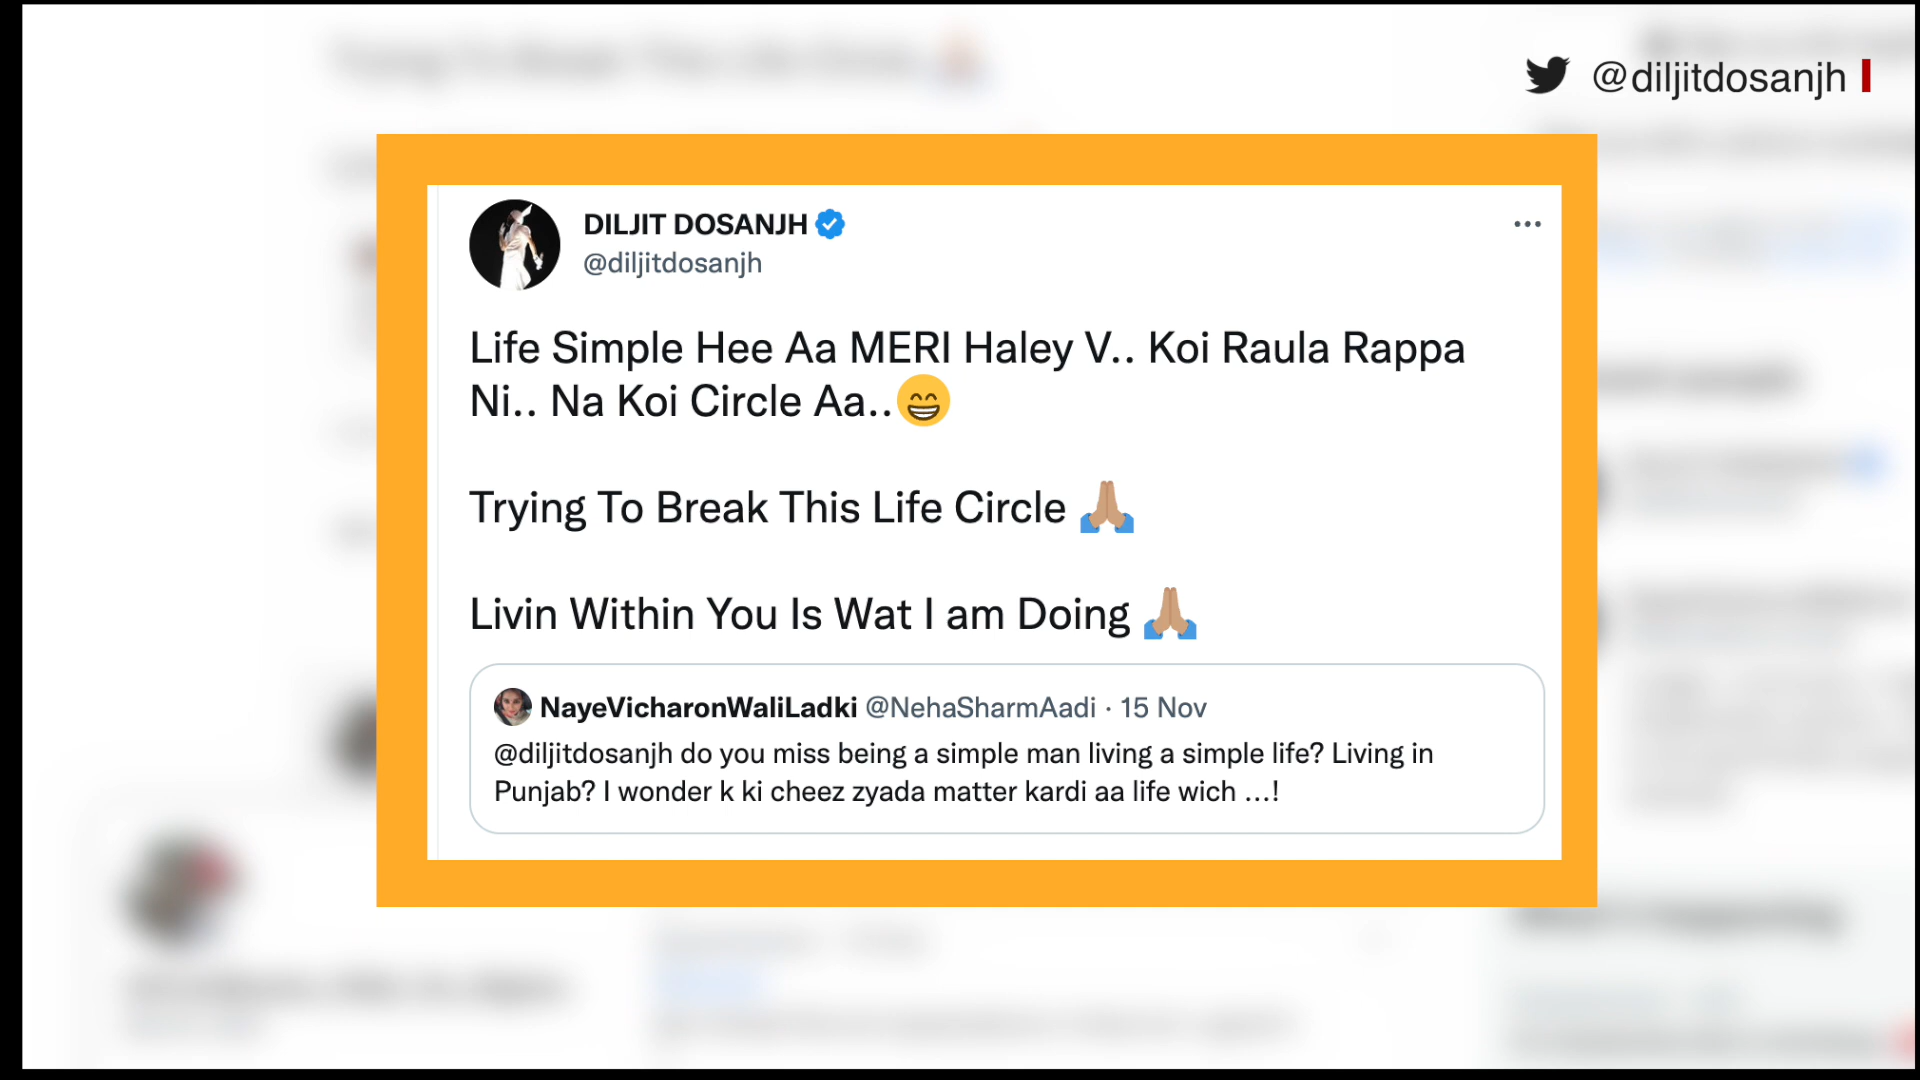 @diljitdosanjh
DILJIT DOSANJH
@diljitdosanjh
Life Simple Hee Aa MERI Haley V.. Koi Raula Rappa
Ni.. Na Koi Circle Aa..😁
Trying To Break This Life Circle 🙏🏽
Livin Within You Is Wat I am Doing 🙏🏽
NayeVicharonWaliLadki @NehaSharmAadi · 15 Nov
@diljitdosanjh do you miss being a simple man living a simple life? Living in
Punjab? I wonder k ki cheez zyada matter kardi aa life wich ...!